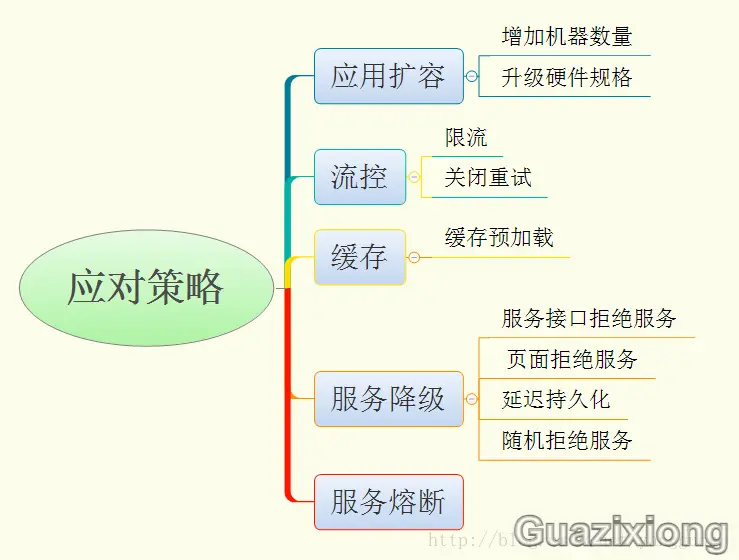 应对策略
应用扩容
增加机器数量
升级硬件规格
流控
限流
关闭重试
缓存
缓存预加载
服务降级
服务接口拒绝服务
页面拒绝服务
延迟持久化
随机拒绝服务
服务熔断
Guazixiong